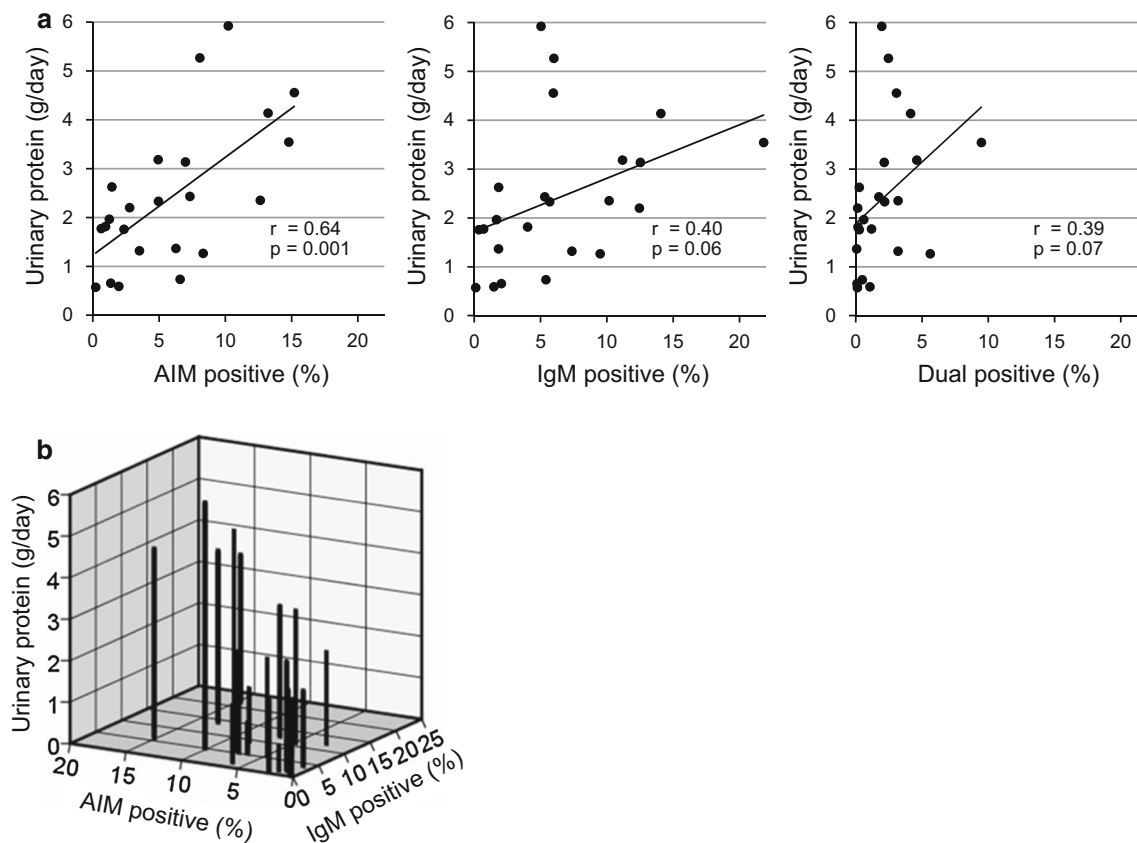 a
Urinary protein (g/day)
6
5
4
3
2
1
0
r = 0.64
p = 0.001
0 5 10 15 20
AIM positive (%)
Urinary protein (g/day)
6
5
4
3
2
1
0
r = 0.40
p = 0.06
0 5 10 15 20
IgM positive (%)
Urinary protein (g/day)
6
5
4
3
2
1
0
r = 0.39
p = 0.07
0 5 10 15 20
Dual positive (%)
b
Urinary protein (g/day)
6
5
4
3
2
1
0
20 15 10 5 0
AIM positive (%)
0 5 10 15 20 25
IgM positive (%)